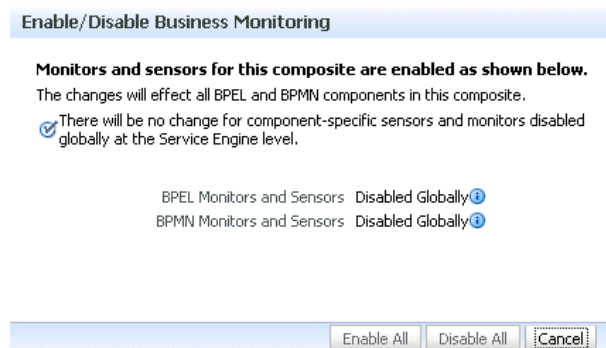 Enable/Disable Business Monitoring
Monitors and sensors for this composite are enabled as shown below.
The changes will effect all BPEL and BPMN components in this composite.
There will be no change for component-specific sensors and monitors disabled
globally at the Service Engine level.
BPEL Monitors and Sensors Disabled Globally
BPMN Monitors and Sensors Disabled Globally
Enable All Disable All Cancel